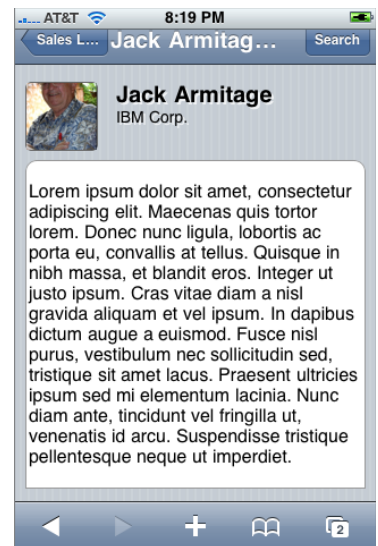 AT&T 8:19 PM
Sales L... Jack Armitag... Search
Jack Armitage
IBM Corp.
Lorem ipsum dolor sit amet, consectetur
adipiscing elit. Maecenas quis tortor
lorem. Donec nunc ligula, lobortis ac
porta eu, convallis at tellus. Quisque in
nibh massa, et blandit eros. Integer ut
justo ipsum. Cras vitae diam a nisl
gravida aliquam et vel ipsum. In dapibus
dictum augue a euismod. Fusce nisl
purus, vestibulum nec sollicitudin sed,
tristique sit amet lacus. Praesent ultricies
ipsum sed mi elementum lacinia. Nunc
diam ante, tincidunt vel fringilla ut,
venenatis id arcu. Suspendisse tristique
pellentesque neque ut imperdiet.
2